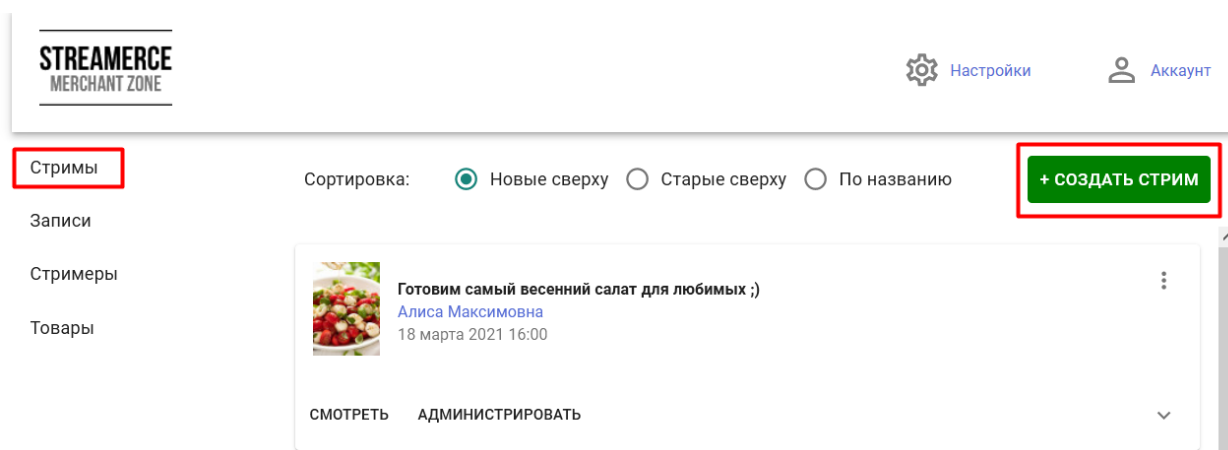 STREAMERCE
MERCHANT ZONE
Настройки
Аккаунт
Стримы
Записи
Стримеры
Товары
Сортировка: Новые сверху Старые сверху По названию
+ СОЗДАТЬ СТРИМ
Готовим самый весенний салат для любимых ;)
Алиса Максимовна
18 марта 2021 16:00
СМОТРЕТЬ АДМИНИСТРИРОВАТЬ